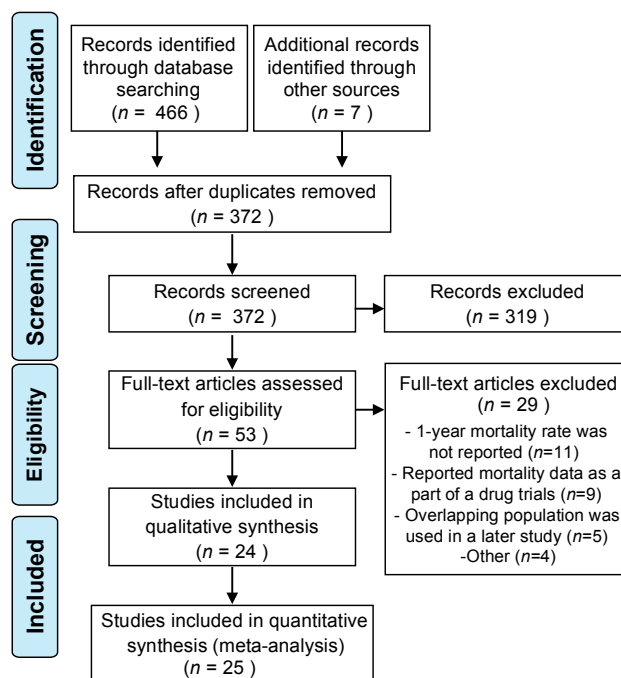 Identification
Records identified
through database
searching
(n = 466 )
Additional records
identified through
other sources
(n = 7 )
Records after duplicates removed
(n = 372 )
Screening
Records screened
(n = 372 )
Records excluded
(n = 319 )
Eligibility
Full-text articles assessed
for eligibility
(n = 53 )
Full-text articles excluded
(n = 29 )
- 1-year mortality rate was
not reported (n=11)
- Reported mortality data as a
part of a drug trials (n=9)
- Overlapping population was
used in a later study (n=5)
-Other (n=4)
Included
Studies included in
qualitative synthesis
(n = 24 )
Studies included in quantitative
synthesis (meta-analysis)
(n = 25 )